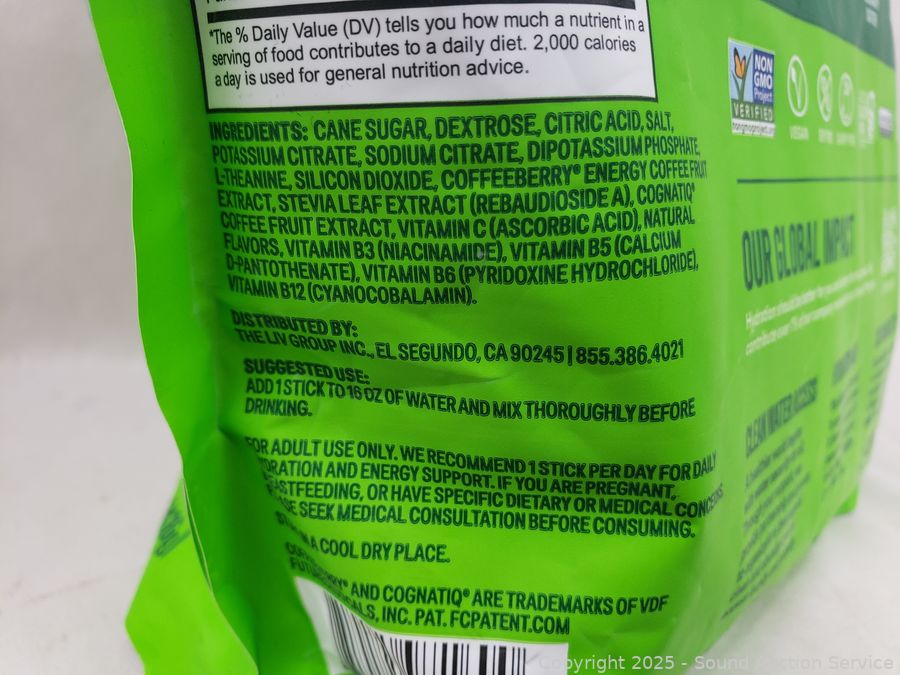 *The % Daily Value (DV) tells you how much a nutrient in a
serving of food contributes to a daily diet. 2,000 calories
a day is used for general nutrition advice.
INGREDIENTS: CANE SUGAR, DEXTROSE, CITRIC ACID, SALT,
POTASSIUM CITRATE, SODIUM CITRATE, DIPOTASSIUM PHOSPHATE,
L-THEANINE, SILICON DIOXIDE, COFFEEBERRY® ENERGY COFFEE FRUIT
EXTRACT, STEVIA LEAF EXTRACT (REBAUDIOSIDE A), COGNATIQ®
COFFEE FRUIT EXTRACT, VITAMIN C (ASCORBIC ACID), NATURAL
FLAVORS, VITAMIN B3 (NIACINAMIDE), VITAMIN B5 (CALCIUM
D-PANTOTHENATE), VITAMIN B6 (PYRIDOXINE HYDROCHLORIDE),
VITAMIN B12 (CYANOCOBALAMIN).
DISTRIBUTED BY:
THE LIV GROUP INC., EL SEGUNDO, CA 90245 | 855.386.4021
SUGGESTED USE:
ADD 1 STICK TO 16 OZ OF WATER AND MIX THOROUGHLY BEFORE
DRINKING.
FOR ADULT USE ONLY. WE RECOMMEND 1 STICK PER DAY FOR DAILY
DRATION AND ENERGY SUPPORT. IF YOU ARE PREGNANT,
STFEEDING, OR HAVE SPECIFIC DIETARY OR MEDICAL CONCERNS
SEEK MEDICAL CONSULTATION BEFORE CONSUMING.
IN A COOL DRY PLACE.
AND COGNATIQ® ARE TRADEMARKS OF VDF
INC. PAT. FCPATENT.COM
NON
GMO
Project
VERIFIED
nongmoproject.org
VEGAN
OUR GLOBAL IMPACT
CLEAN WATER ACCESS
Copyright 2025 - Sound Auction Service